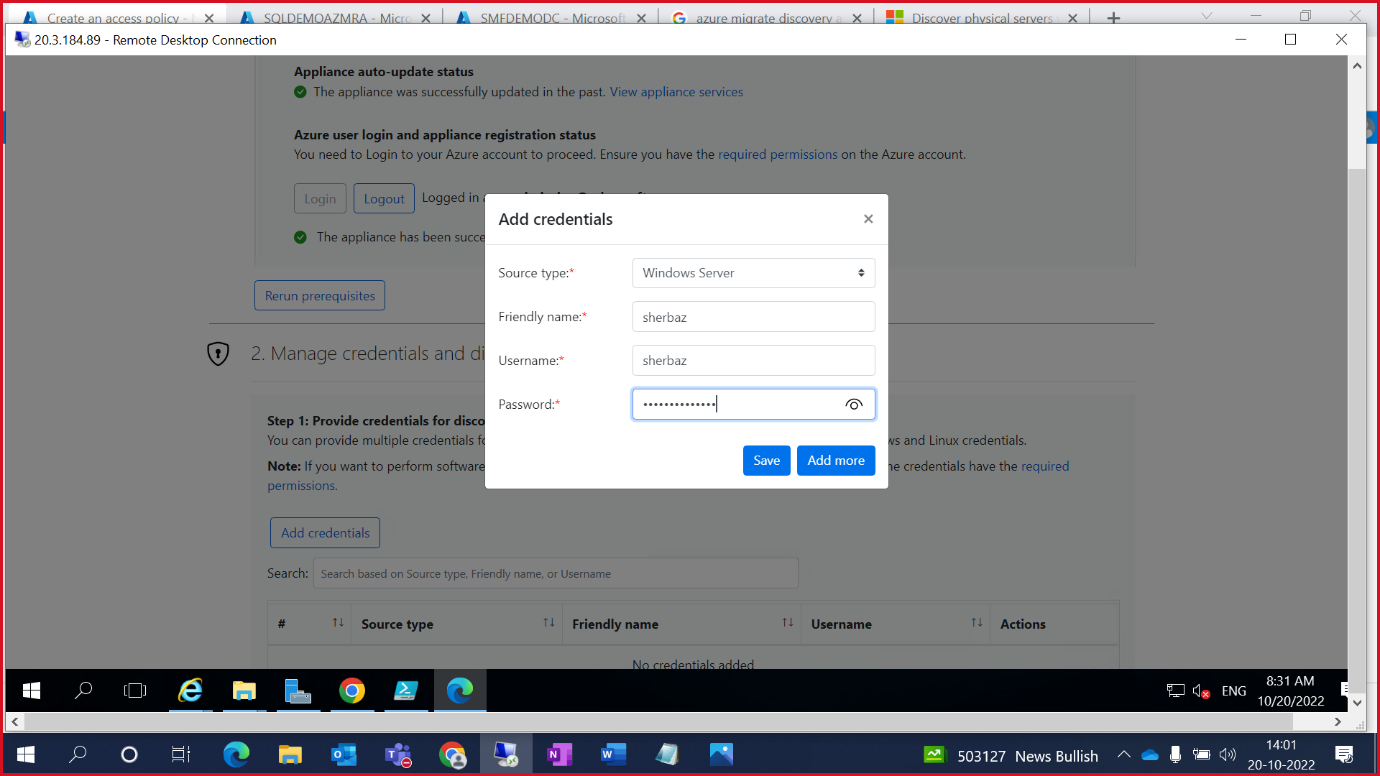 Create an access policy -
SQLDEMOAZMRA - Micro
SMFDEMODC - Microsoft
azure migrate discovery a
Discover physical servers
20.3.184.89 - Remote Desktop Connection
Appliance auto-update status
The appliance was successfully updated in the past. View appliance services
Azure user login and appliance registration status
You need to Login to your Azure account to proceed. Ensure you have the required permissions on the Azure account.
Login
Logout
Logged in
The appliance has been succe
Rerun prerequisites
2. Manage credentials and di
Step 1: Provide credentials for disco
You can provide multiple credentials fo
ws and Linux credentials.
Note: If you want to perform software
ne credentials have the required
permissions.
Add credentials
Search: Search based on Source type, Friendly name, or Username
# Source type Friendly name Username Actions
No credentials added
Add credentials
Source type:* Windows Server
Friendly name:* sherbaz
Username:* sherbaz
Password:* ••••••••••••••
Save Add more
ENG
8:31 AM
10/20/2022
503127 News Bullish
14:01
20-10-2022